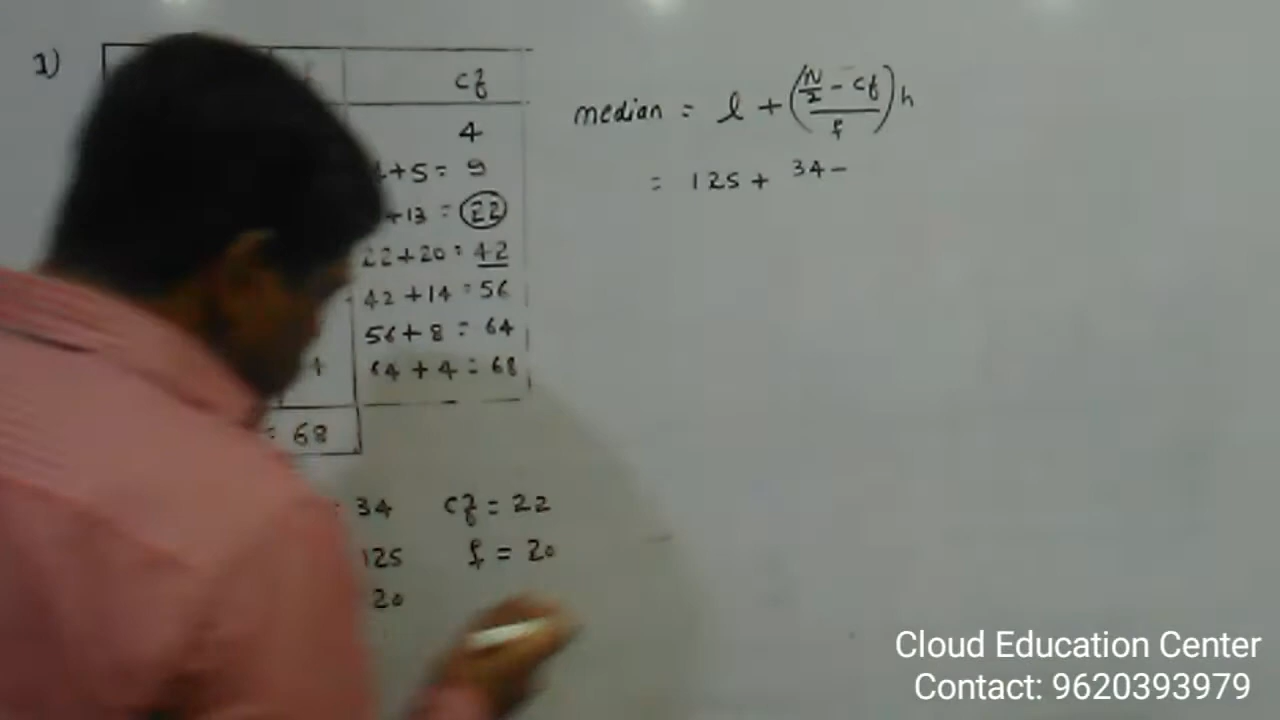 1)
cf
4
+5 = 9
+13 = 22
22+20 = 42
42+14 = 56
56+8 = 64
64+4 = 68
= 68
= 34 cf = 22
125 f = 20
20
median = l + (N/2 - cf / f) h
= 125 + 34 -
Cloud Education Center
Contact: 9620393979